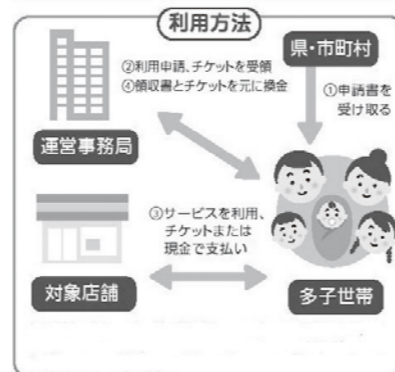 利用方法
県・市町村
②利用申請、チケットを受領
④領収書とチケットを元に換金
①申請書を
受け取る
運営事務局
③サービスを利用、
チケットまたは
現金で支払い
対象店舗
多子世帯